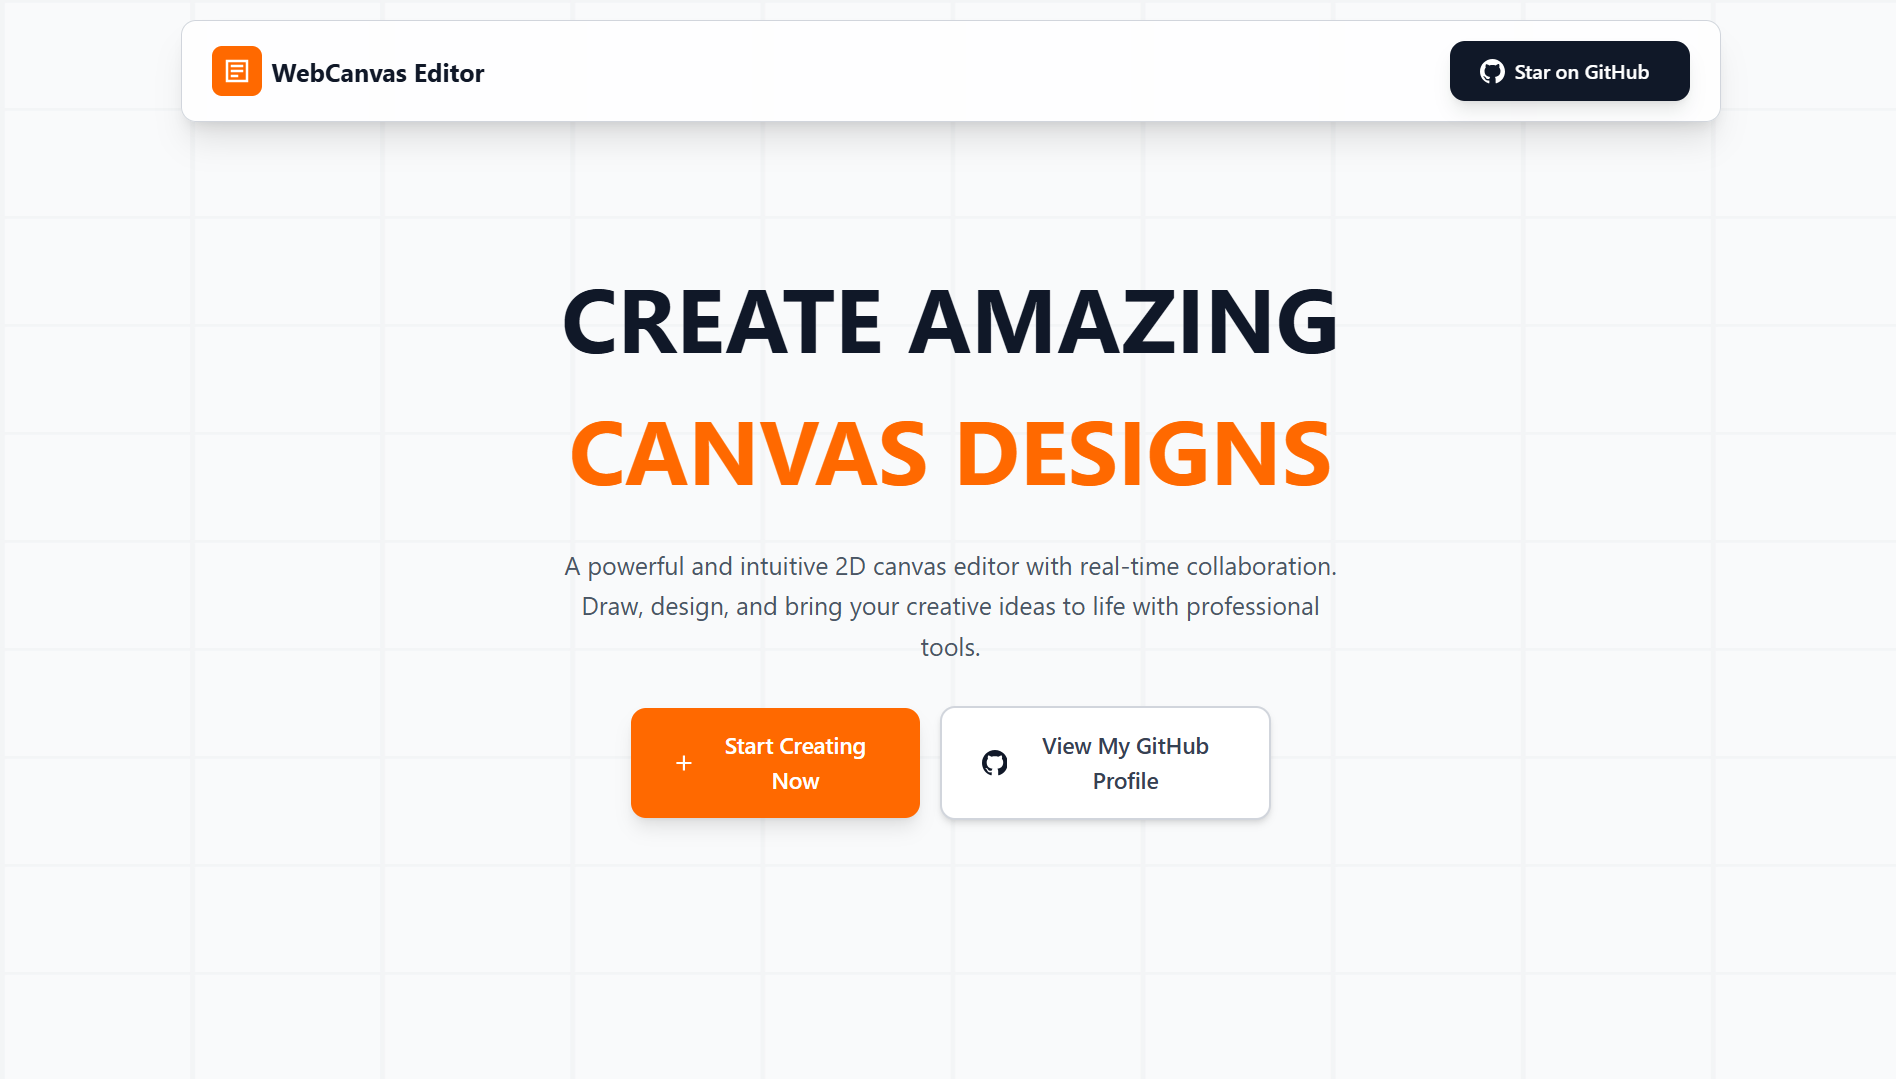 WebCanvas Editor
Star on GitHub
CREATE AMAZING
CANVAS DESIGNS
A powerful and intuitive 2D canvas editor with real-time collaboration.
Draw, design, and bring your creative ideas to life with professional
tools.
Start Creating
Now
View My GitHub
Profile